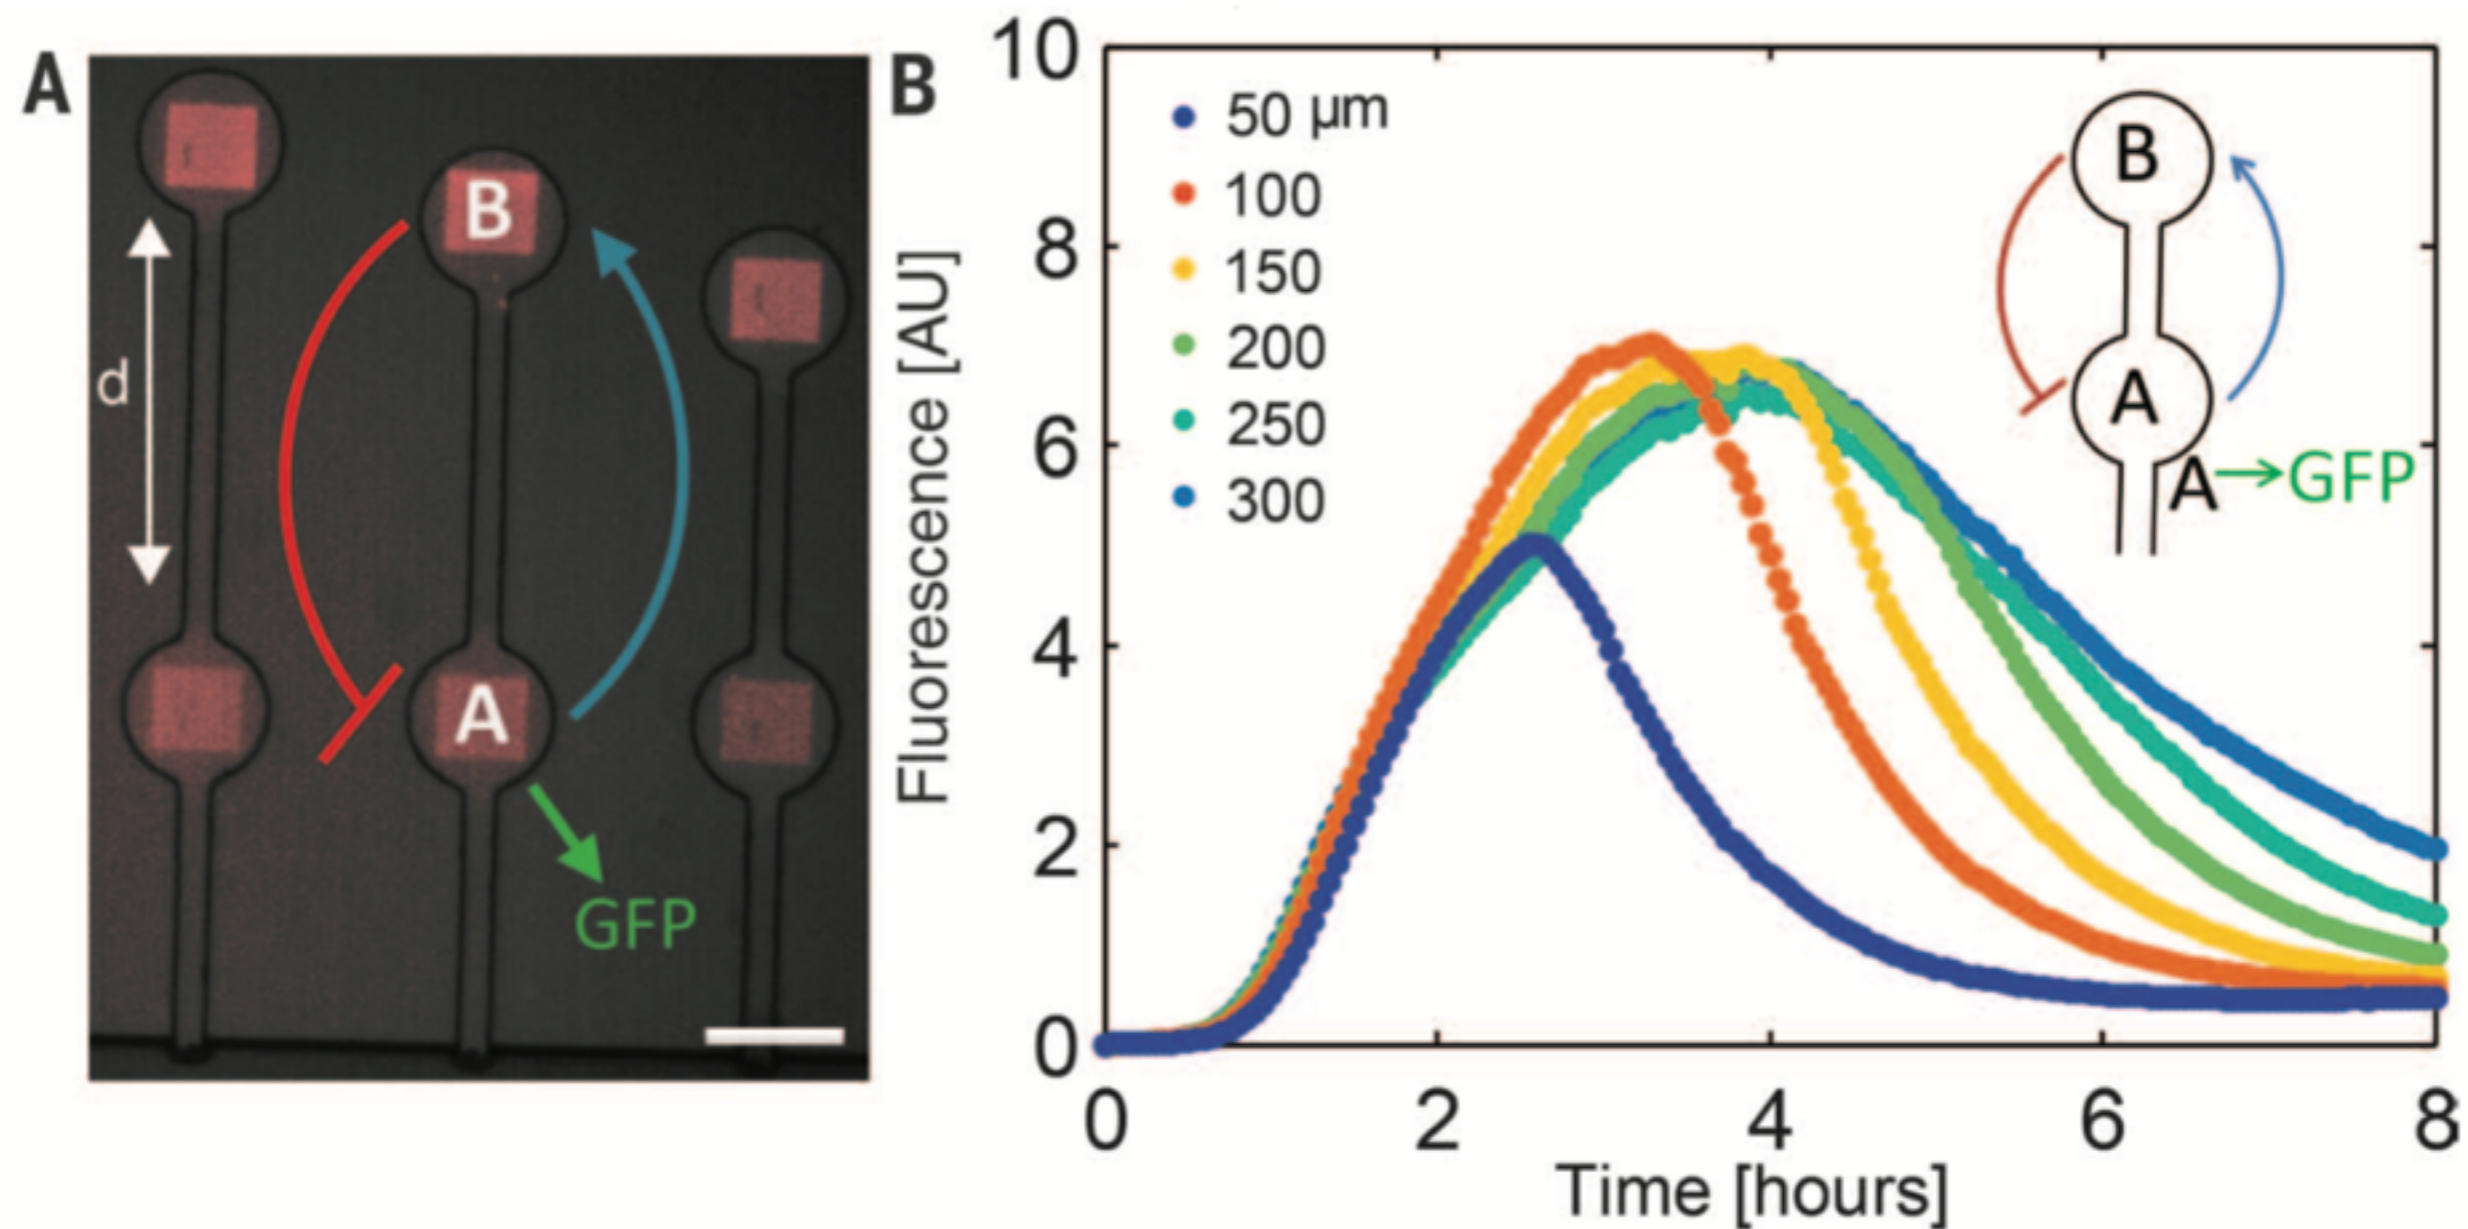 A
B
d
A
GFP
B
10
8
6
4
2
0
Fluorescence [AU]
50 µm
100
150
200
250
300
B
A
A→GFP
0 2 4 6 8
Time [hours]